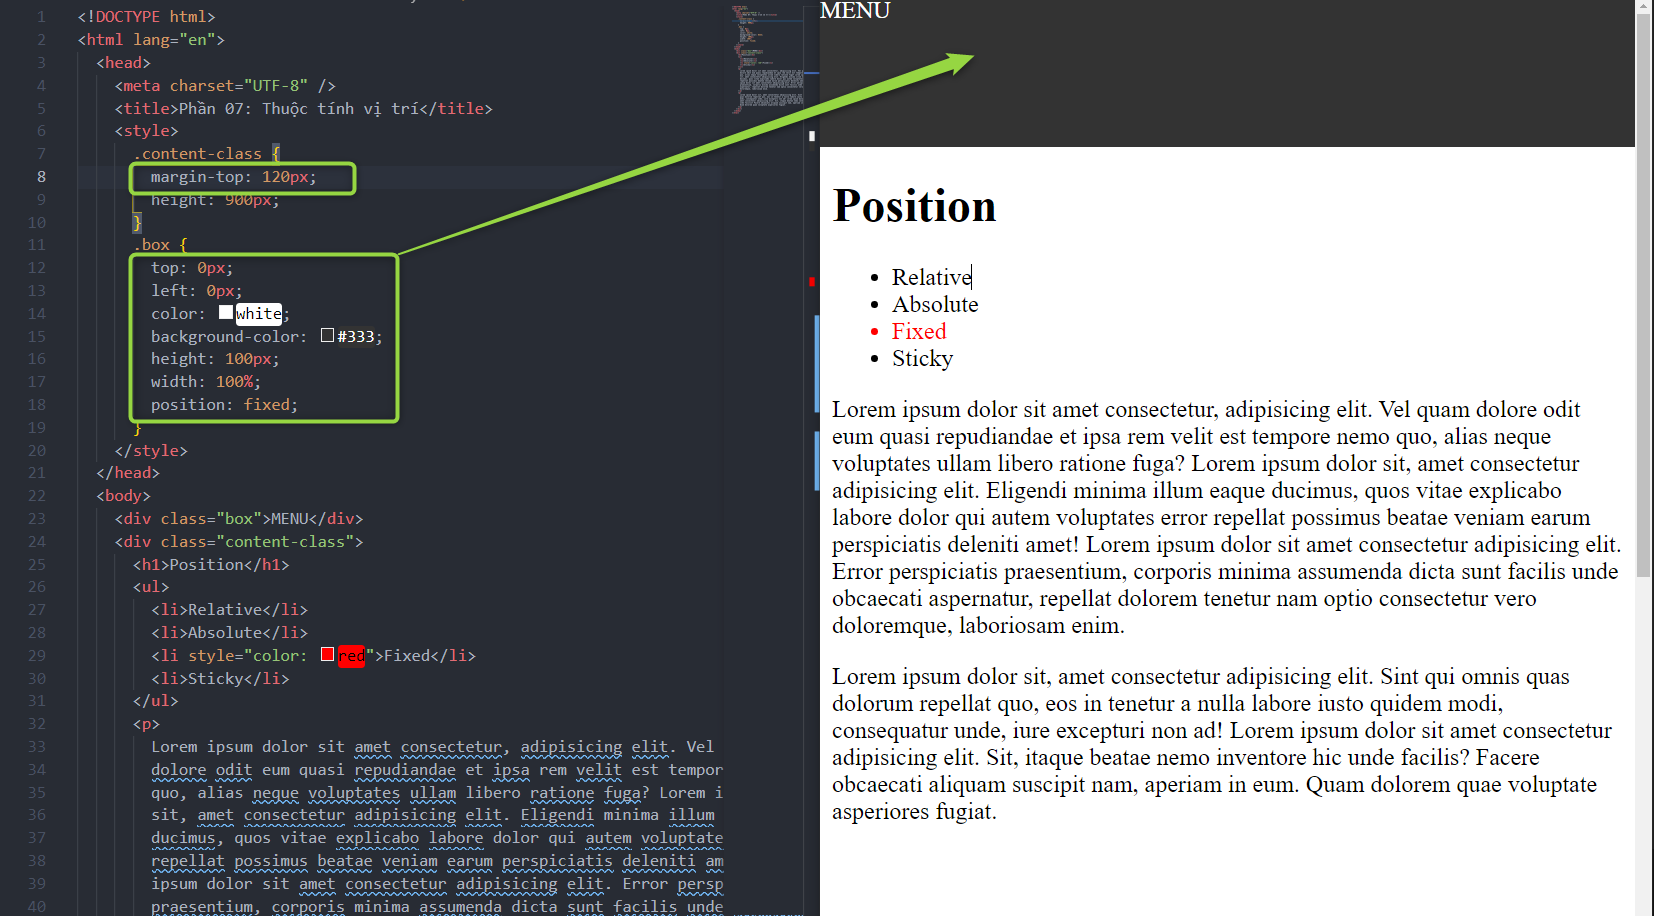 1 <!DOCTYPE html>
2 <html lang="en">
3 <head>
4 <meta charset="UTF-8" />
5 <title>Phần 07: Thuộc tính vị trí</title>
6 <style>
7 .content-class {
8 margin-top: 120px;
9 height: 900px;
10 }
11 .box {
12 top: 0px;
13 left: 0px;
14 color: white;
15 background-color: #333;
16 height: 100px;
17 width: 100%;
18 position: fixed;
19 }
20 </style>
21 </head>
22 <body>
23 <div class="box">MENU</div>
24 <div class="content-class">
25 <h1>Position</h1>
26 <ul>
27 <li>Relative</li>
28 <li>Absolute</li>
29 <li style="color: red">Fixed</li>
30 <li>Sticky</li>
31 </ul>
32 <p>
33 Lorem ipsum dolor sit amet consectetur, adipisicing elit. Vel
34 dolore odit eum quasi repudiandae et ipsa rem velit est tempor
35 quo, alias neque voluptates ullam libero ratione fuga? Lorem i
36 sit, amet consectetur adipisicing elit. Eligendi minima illum
37 ducimus, quos vitae explicabo labore dolor qui autem voluptate
38 repellat possimus beatae veniam earum perspiciatis deleniti am
39 ipsum dolor sit amet consectetur adipisicing elit. Error persp
40 praesentium, corporis minima assumenda dicta sunt facilis unde
MENU
Position
• Relative
• Absolute
• Fixed
• Sticky
Lorem ipsum dolor sit amet consectetur, adipisicing elit. Vel quam dolore odit
eum quasi repudiandae et ipsa rem velit est tempore nemo quo, alias neque
voluptates ullam libero ratione fuga? Lorem ipsum dolor sit, amet consectetur
adipisicing elit. Eligendi minima illum eaque ducimus, quos vitae explicabo
labore dolor qui autem voluptates error repellat possimus beatae veniam earum
perspiciatis deleniti amet! Lorem ipsum dolor sit amet consectetur adipisicing elit.
Error perspiciatis praesentium, corporis minima assumenda dicta sunt facilis unde
obcaecati aspernatur, repellat dolorem tenetur nam optio consectetur vero
doloremque, laboriosam enim.
Lorem ipsum dolor sit, amet consectetur adipisicing elit. Sint qui omnis quas
dolorum repellat quo, eos in tenetur a nulla labore iusto quidem modi,
consequatur unde, iure excepturi non ad! Lorem ipsum dolor sit amet consectetur
adipisicing elit. Sit, itaque beatae nemo inventore hic unde facilis? Facere
obcaecati aliquam suscipit nam, aperiam in eum. Quam dolorem quae voluptate
asperiores fugiat.